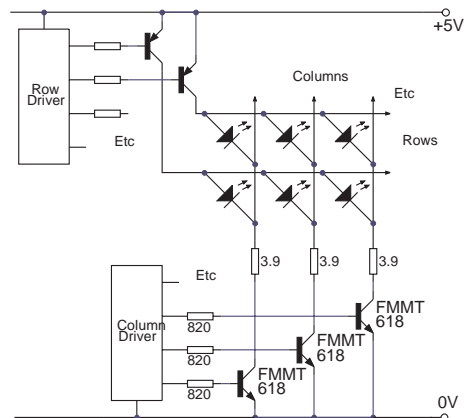 +5V
Row
Driver
Etc
Columns
Etc
Rows
3.9
3.9
3.9
Etc
Column
Driver
820
820
820
FMMT
618
FMMT
618
FMMT
618
0V